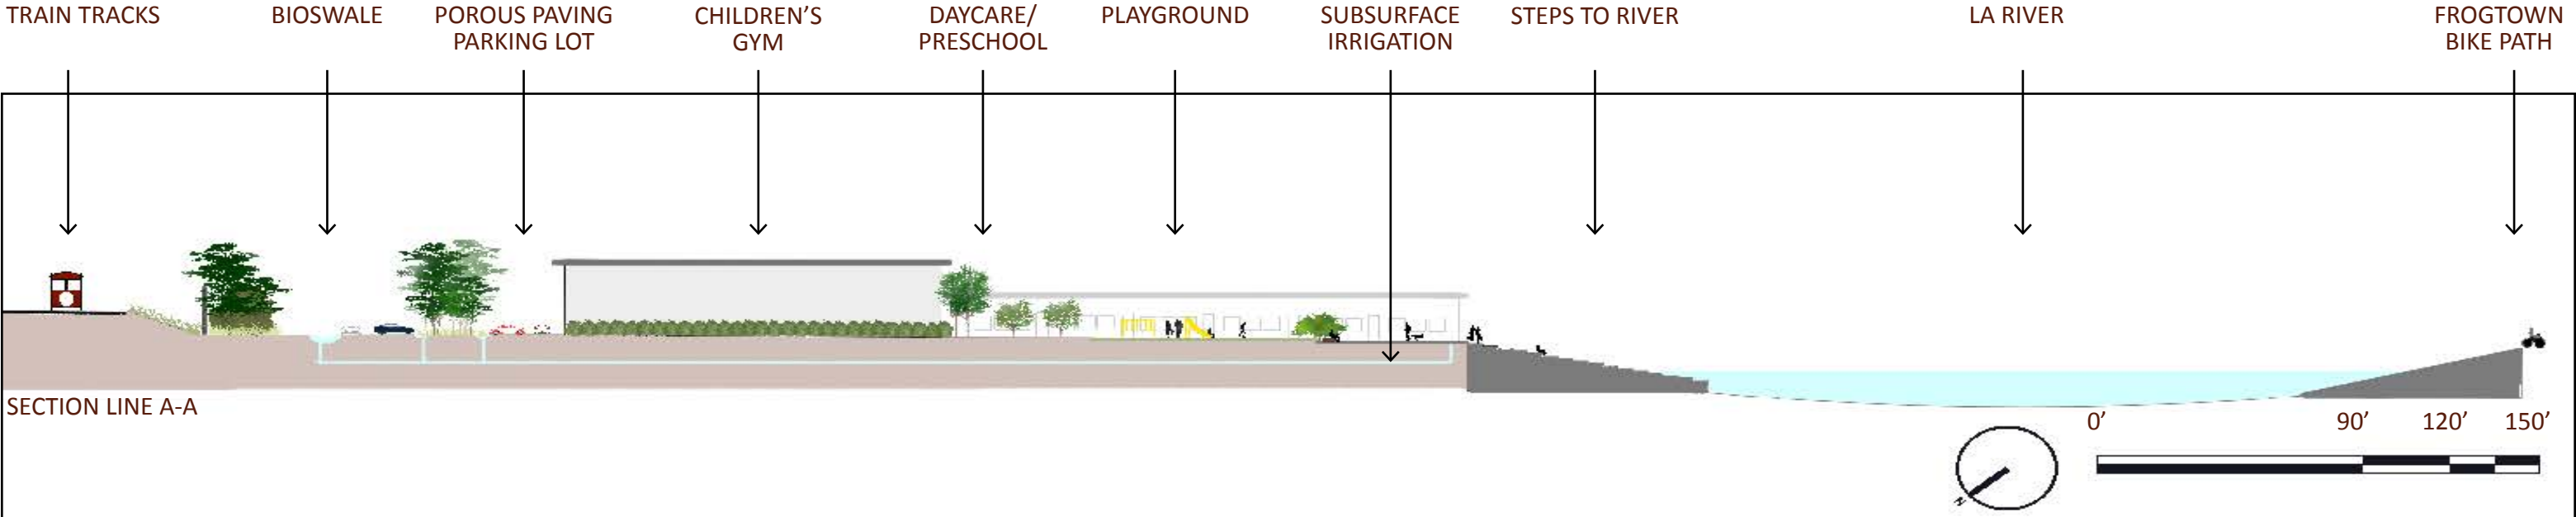 TRAIN TRACKS
BIOSWALE
POROUS PAVING
PARKING LOT
CHILDREN’S
GYM
DAYCARE/
PRESCHOOL
PLAYGROUND
SUBSURFACE
IRRIGATION
STEPS TO RIVER
LA RIVER
FROGTOWN
BIKE PATH
SECTION LINE A-A
0’
90’
120’
150’
N